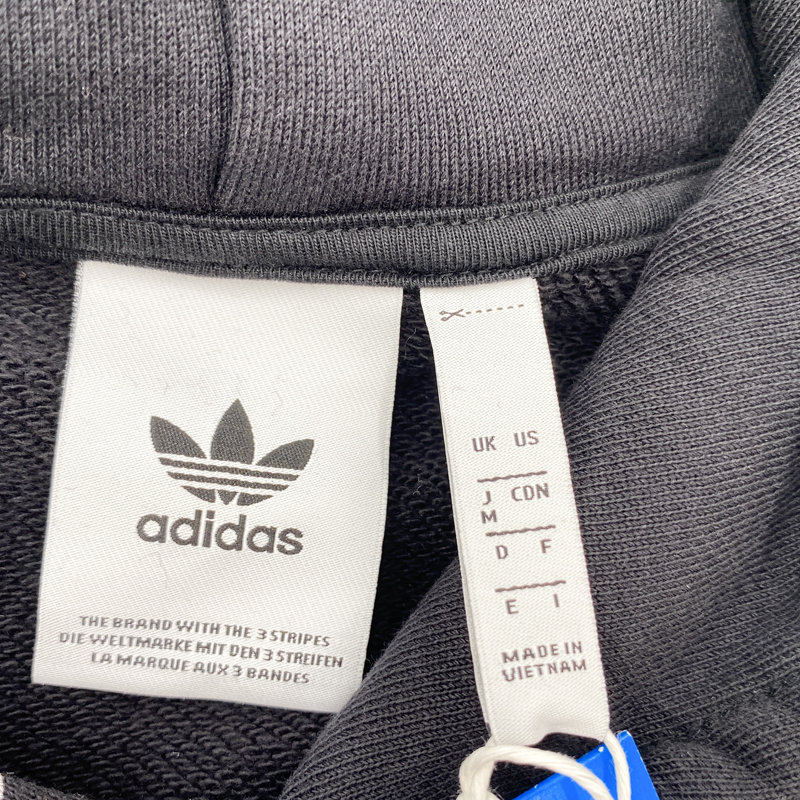 adidas
THE BRAND WITH THE 3 STRIPES
DIE WELTMARKE MIT DEN 3 STREIFEN
LA MARQUE AUX 3 BANDES
UK US
J CDN
M
D F
E I
MADE IN
VIETNAM